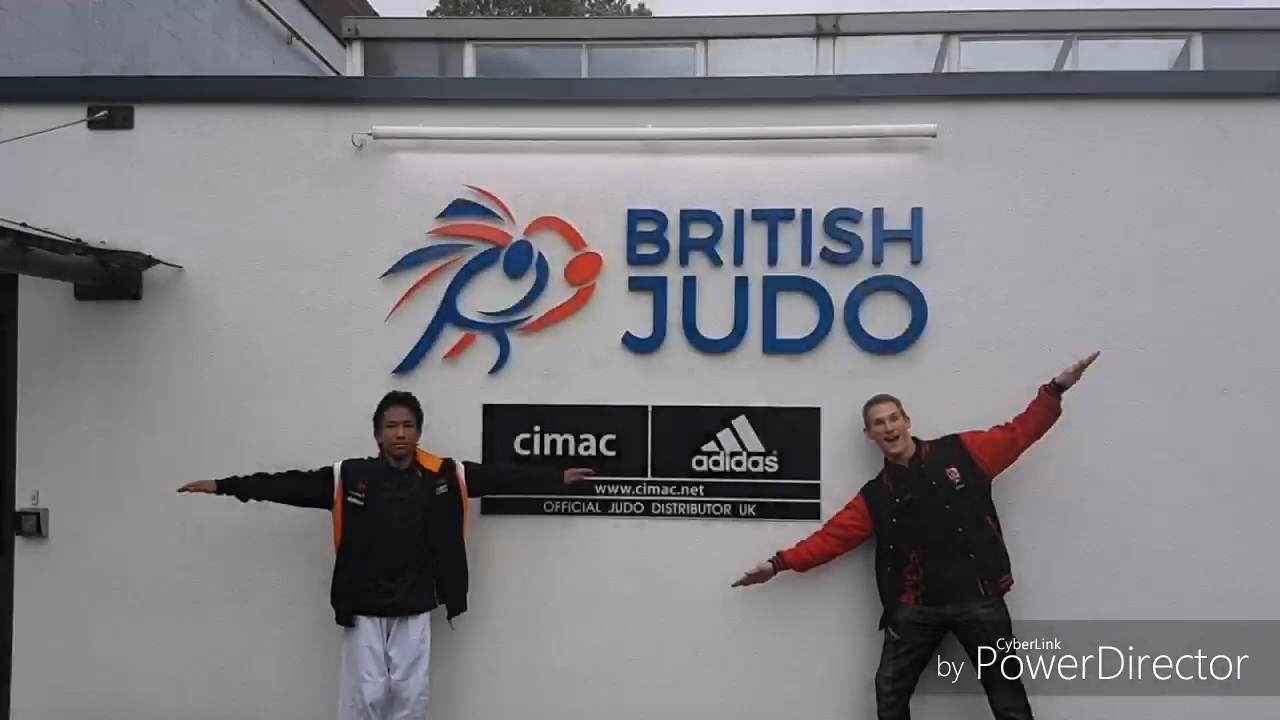 BRITISH
JUDO
cimac
adidas
www.cimac.net
OFFICIAL JUDO DISTRIBUTOR UK
CyberLink
by PowerDirector